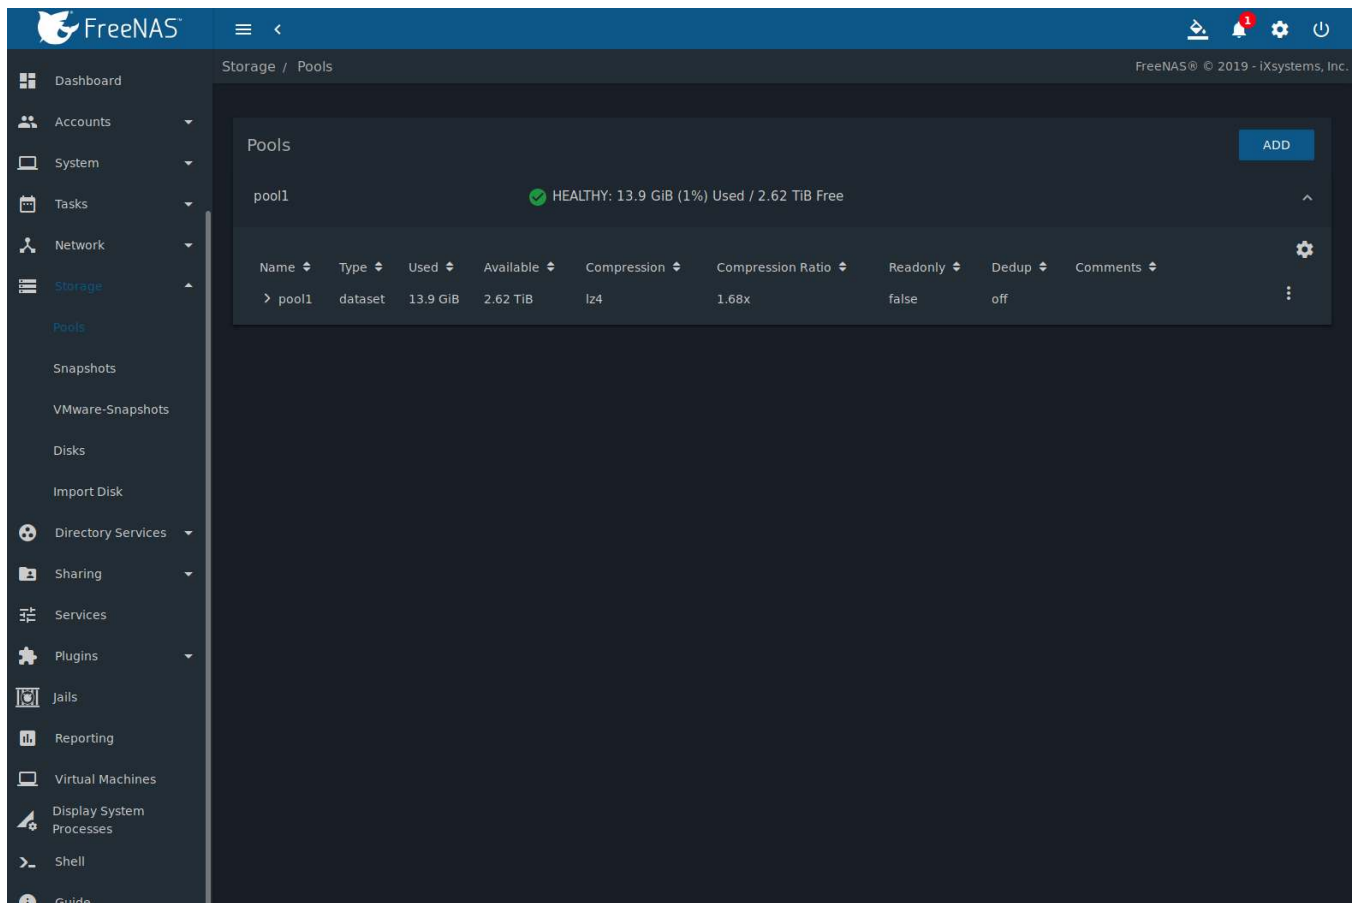 FreeNAS™
1
Storage / Pools
FreeNAS® © 2019 - iXsystems, Inc.
Dashboard
Accounts
System
Tasks
Network
Storage
Pools
Snapshots
VMware-Snapshots
Disks
Import Disk
Directory Services
Sharing
Services
Plugins
Jails
Reporting
Virtual Machines
Display System
Processes
Shell
Guide
Pools
ADD
pool1 HEALTHY: 13.9 GiB (1%) Used / 2.62 TiB Free
Name Type Used Available Compression Compression Ratio Readonly Dedup Comments
pool1 dataset 13.9 GiB 2.62 TiB lz4 1.68x false off